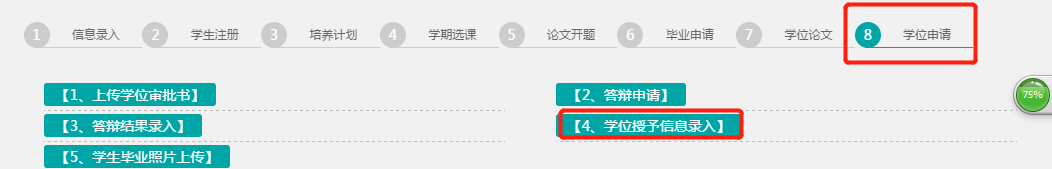 1 信息录入 2 学生注册 3 培养计划 4 学期选课 5 论文开题 6 毕业申请 7 学位论文 8 学位申请
【1、上传学位审批书】 【2、答辩申请】
75%
【3、答辩结果录入】 【4、学位授予信息录入】
【5、学生毕业照片上传】